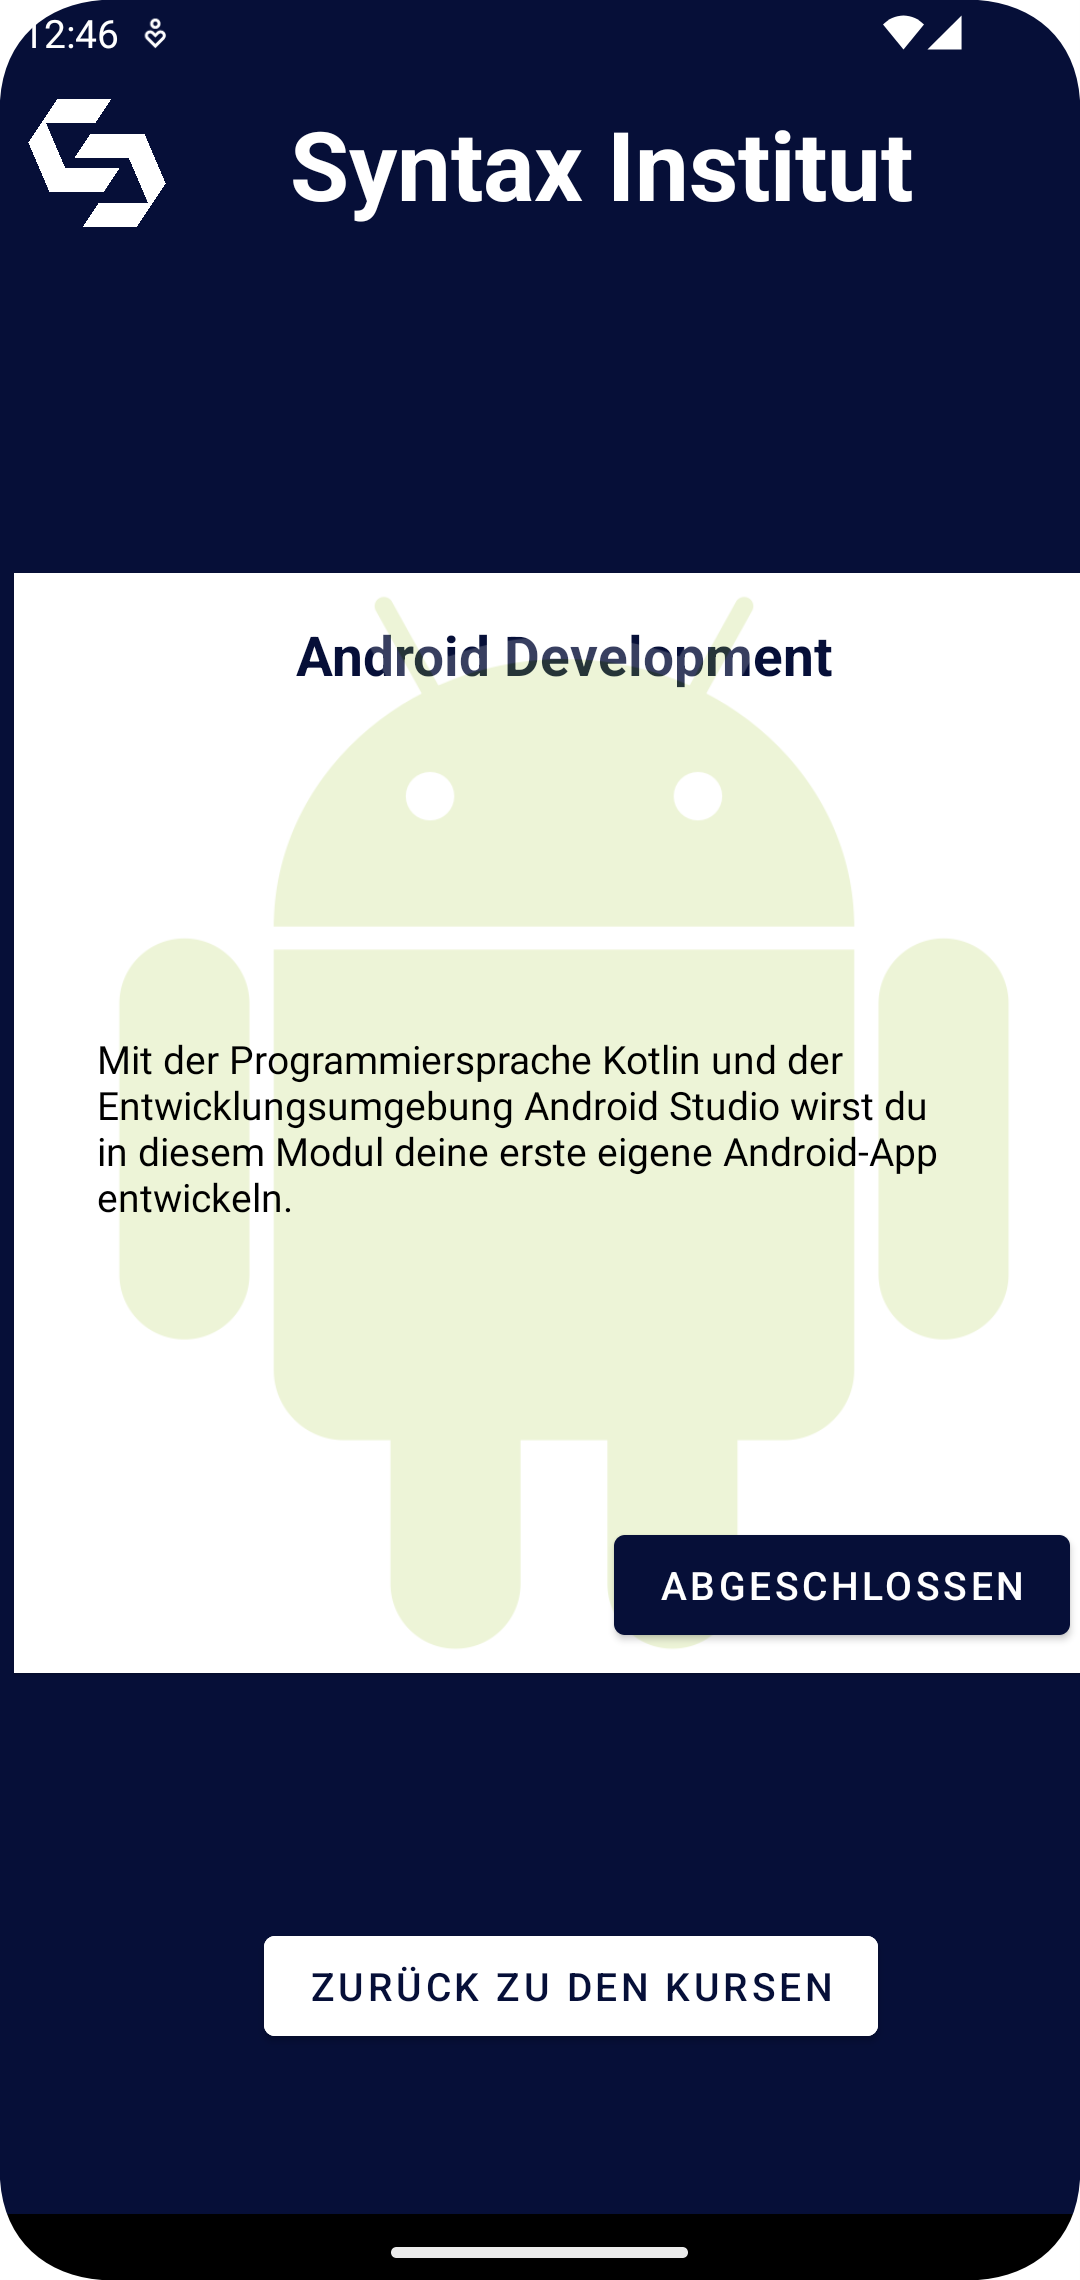 12:46
Syntax Institut
Android Development
Mit der Programmiersprache Kotlin und der
Entwicklungsumgebung Android Studio wirst du
in diesem Modul deine erste eigene Android-App
entwickeln.
ABGESCHLOSSEN
ZURÜCK ZU DEN KURSEN